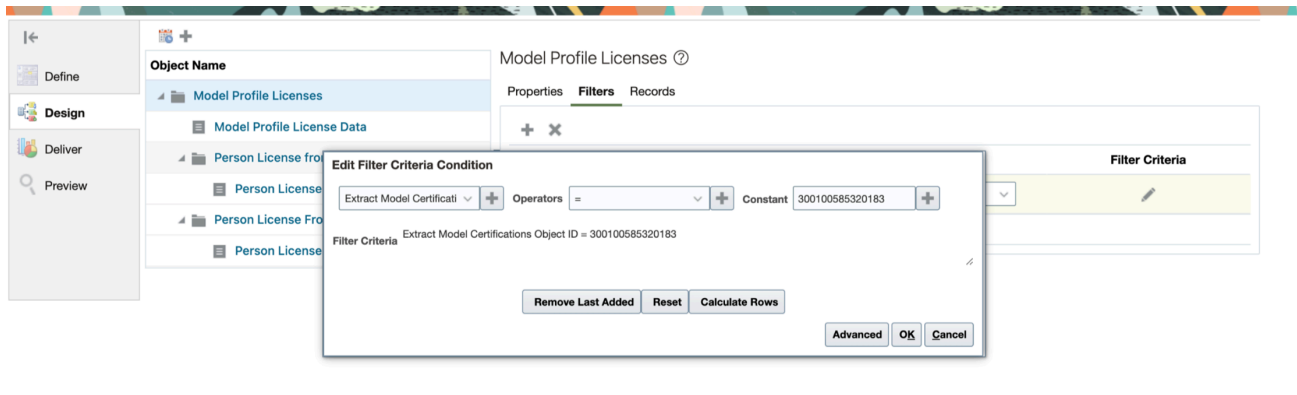 Define
Design
Deliver
Preview
Object Name
Model Profile Licenses
Model Profile License Data
Person License fro
Person License
Person License Fro
Person License
Model Profile Licenses ?
Properties Filters Records
Filter Criteria
Edit Filter Criteria Condition
Extract Model Certificati Operators = Constant 300100585320183
Filter Criteria Extract Model Certifications Object ID = 300100585320183
Remove Last Added Reset Calculate Rows
Advanced OK Cancel